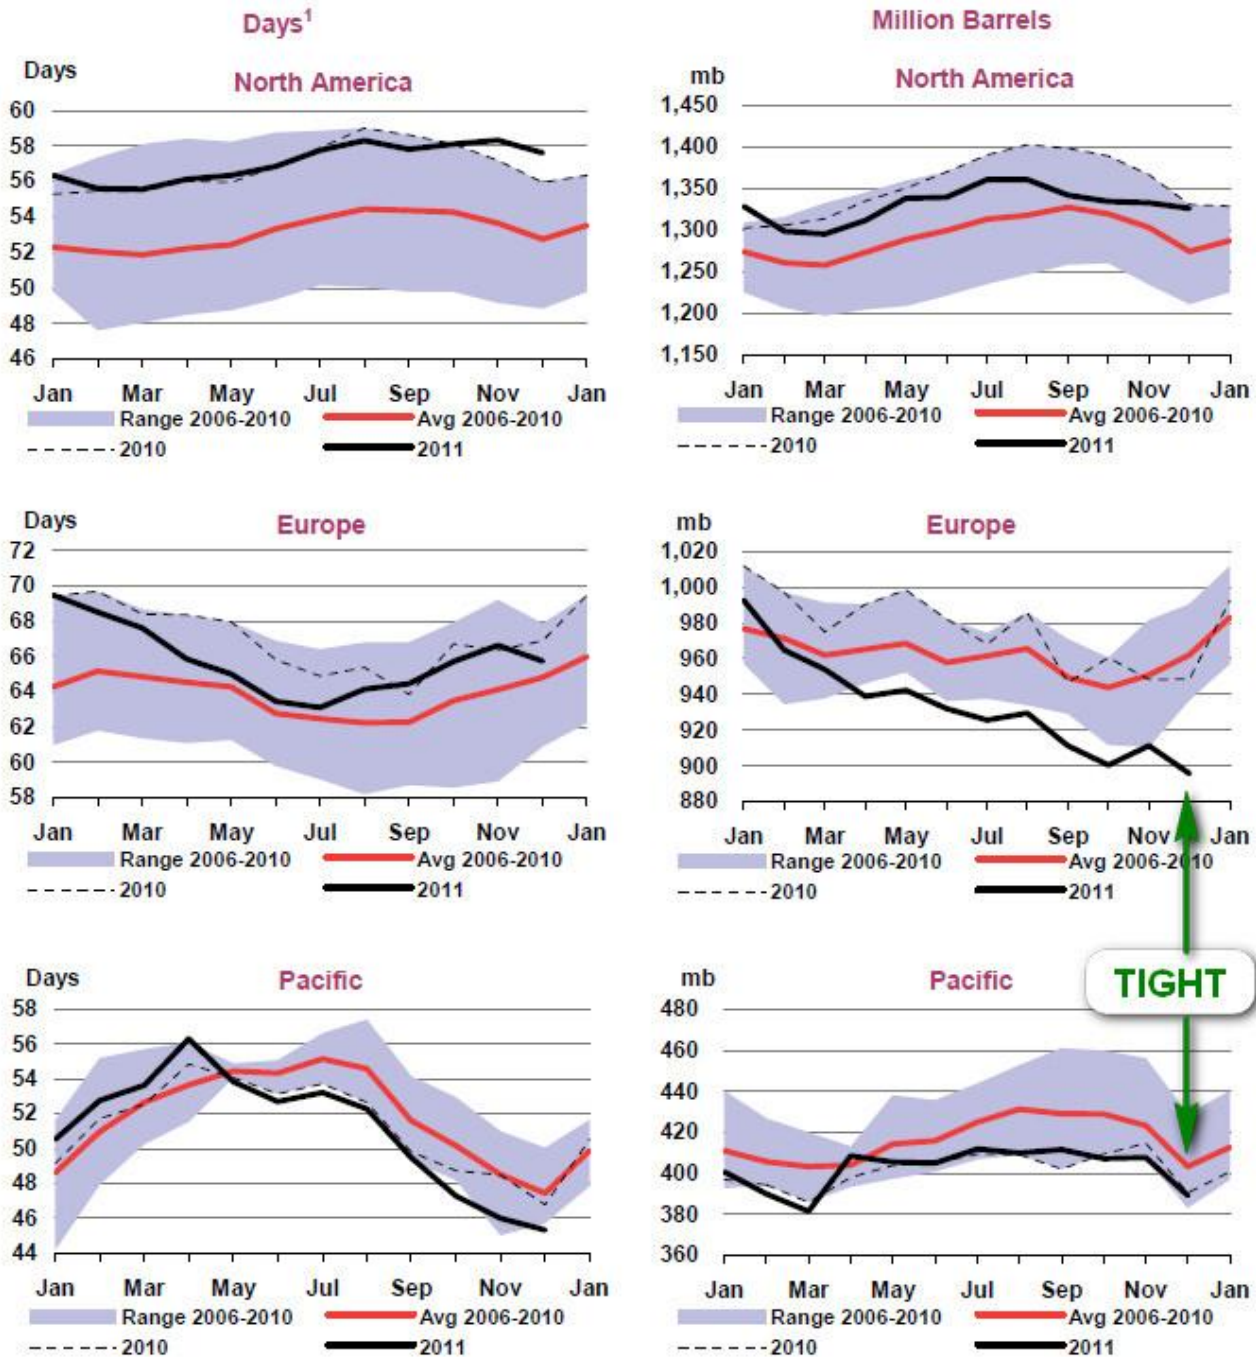 Days¹
Million Barrels
Days
North America
60
58
56
54
52
50
48
46
Jan Mar May Jul Sep Nov Jan
Range 2006-2010 Avg 2006-2010
2010 2011
mb
North America
1,450
1,400
1,350
1,300
1,250
1,200
1,150
Jan Mar May Jul Sep Nov Jan
Range 2006-2010 Avg 2006-2010
2010 2011
Days
Europe
72
70
68
66
64
62
60
58
Jan Mar May Jul Sep Nov Jan
Range 2006-2010 Avg 2006-2010
2010 2011
mb
Europe
1,020
1,000
980
960
940
920
900
880
Jan Mar May Jul Sep Nov Jan
Range 2006-2010 Avg 2006-2010
2010 2011
TIGHT
Days
Pacific
58
56
54
52
50
48
46
44
Jan Mar May Jul Sep Nov Jan
Range 2006-2010 Avg 2006-2010
2010 2011
mb
Pacific
480
460
440
420
400
380
360
Jan Mar May Jul Sep Nov Jan
Range 2006-2010 Avg 2006-2010
2010 2011